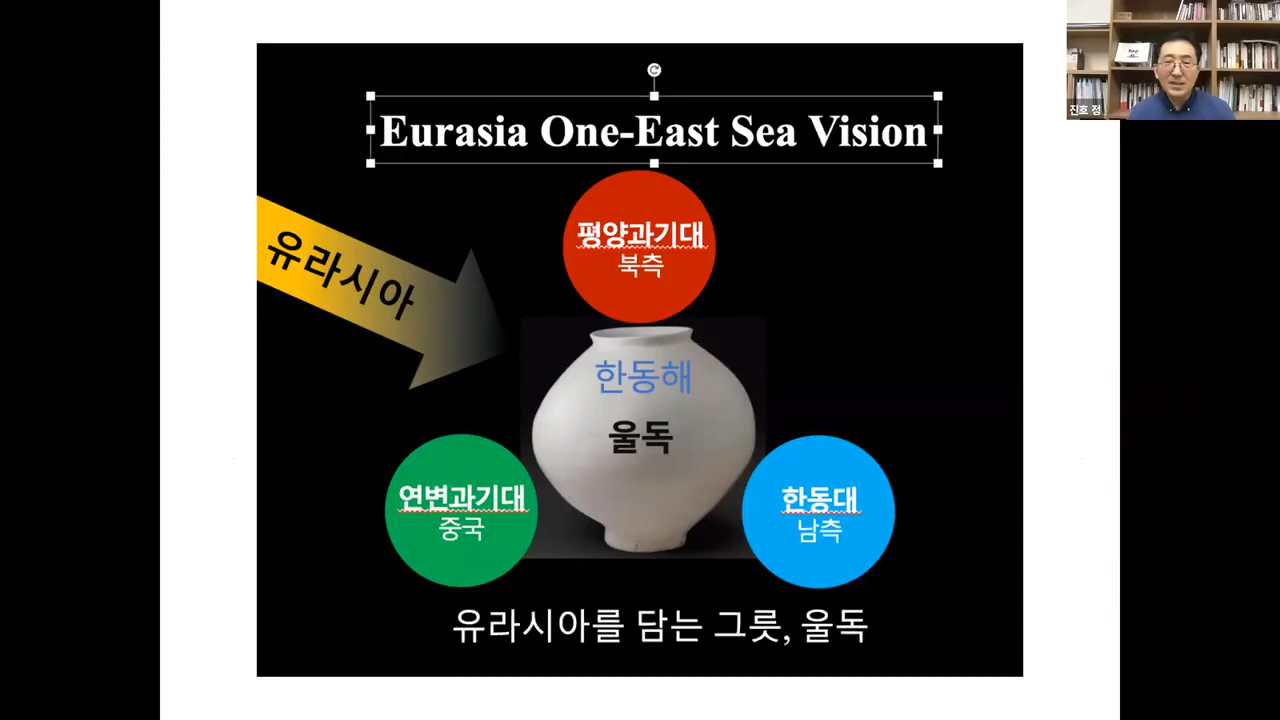 Eurasia One-East Sea Vision
진호 정
유라시아
평양과기대
북측
한동해
울독
연변과기대
중국
한동대
남측
유라시아를 담는 그릇, 울독